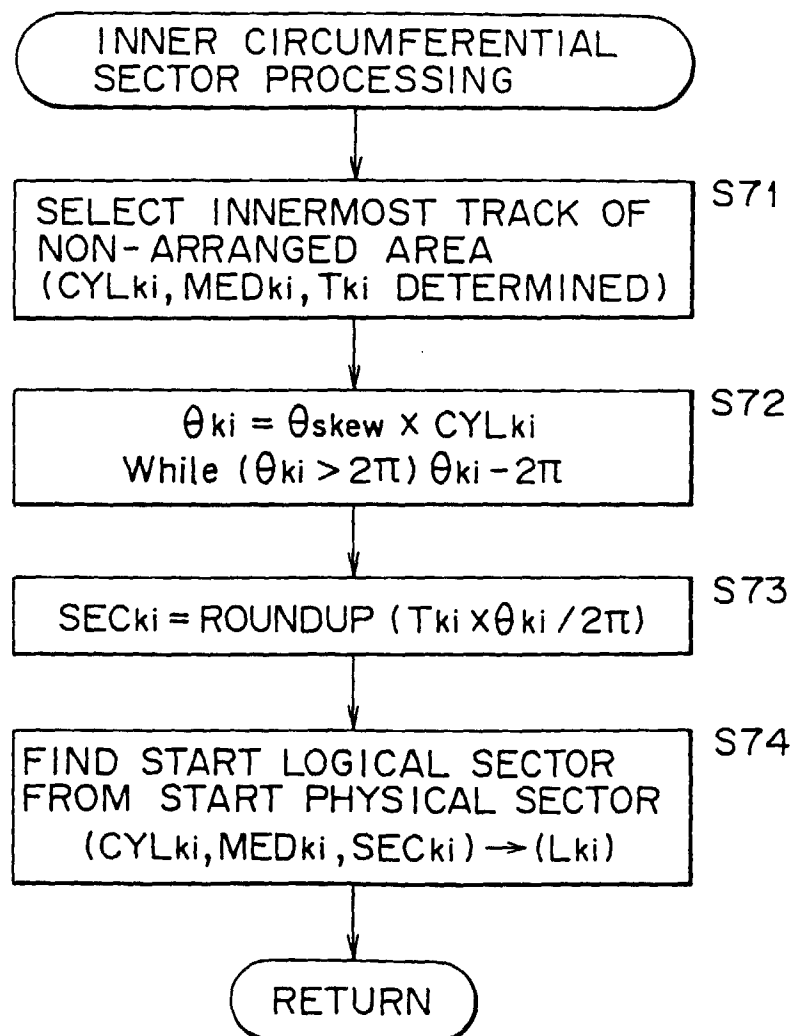 INNER CIRCUMFERENTIAL
SECTOR PROCESSING
S71
SELECT INNERMOST TRACK OF
NON-ARRANGED AREA
(CYLki, MEDki, Tki DETERMINED)
S72
θki = θskew × CYLki
While (θki > 2π) θki - 2π
S73
SECki = ROUNDUP (Tki × θki / 2π)
S74
FIND START LOGICAL SECTOR
FROM START PHYSICAL SECTOR
(CYLki, MEDki, SECki) → (Lki)
RETURN